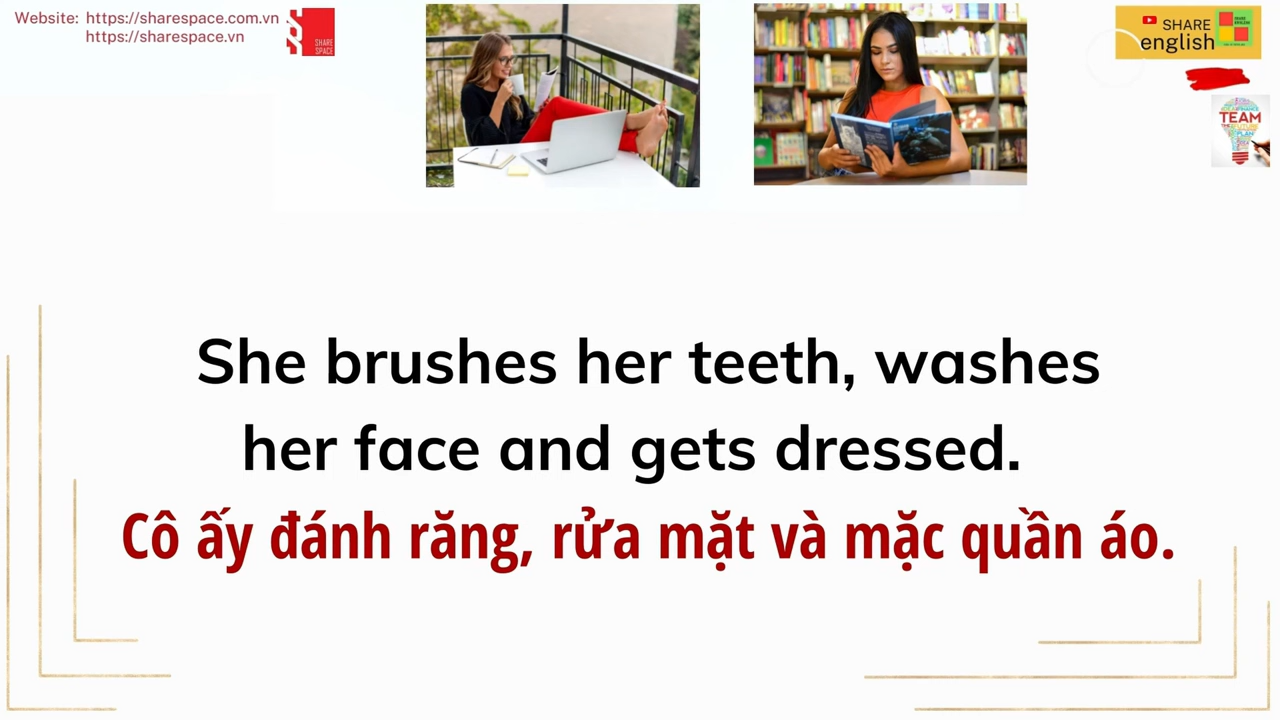 Website: https://sharespace.com.vn
https://sharespace.vn
SHARE
SPACE
SHARE
english
TEAM
PLAN
She brushes her teeth, washes
her face and gets dressed.
Cô ấy đánh răng, rửa mặt và mặc quần áo.